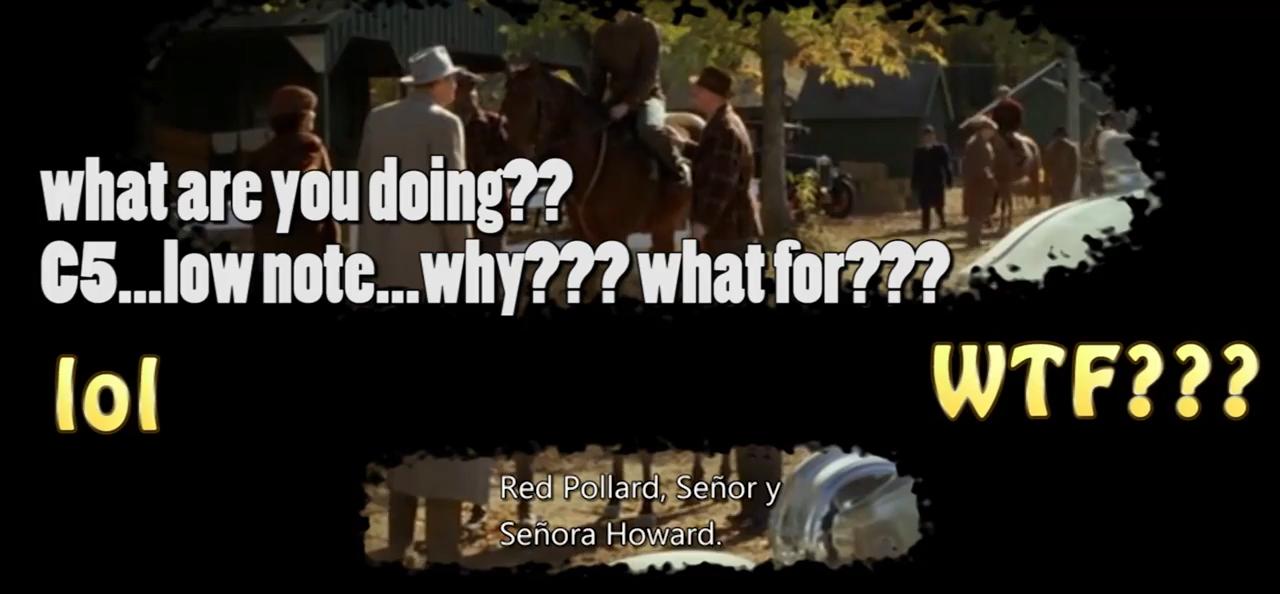 what are you doing??
C5...low note...why??? what for???
lol
WTF???
Red Pollard, Señor y
Señora Howard.